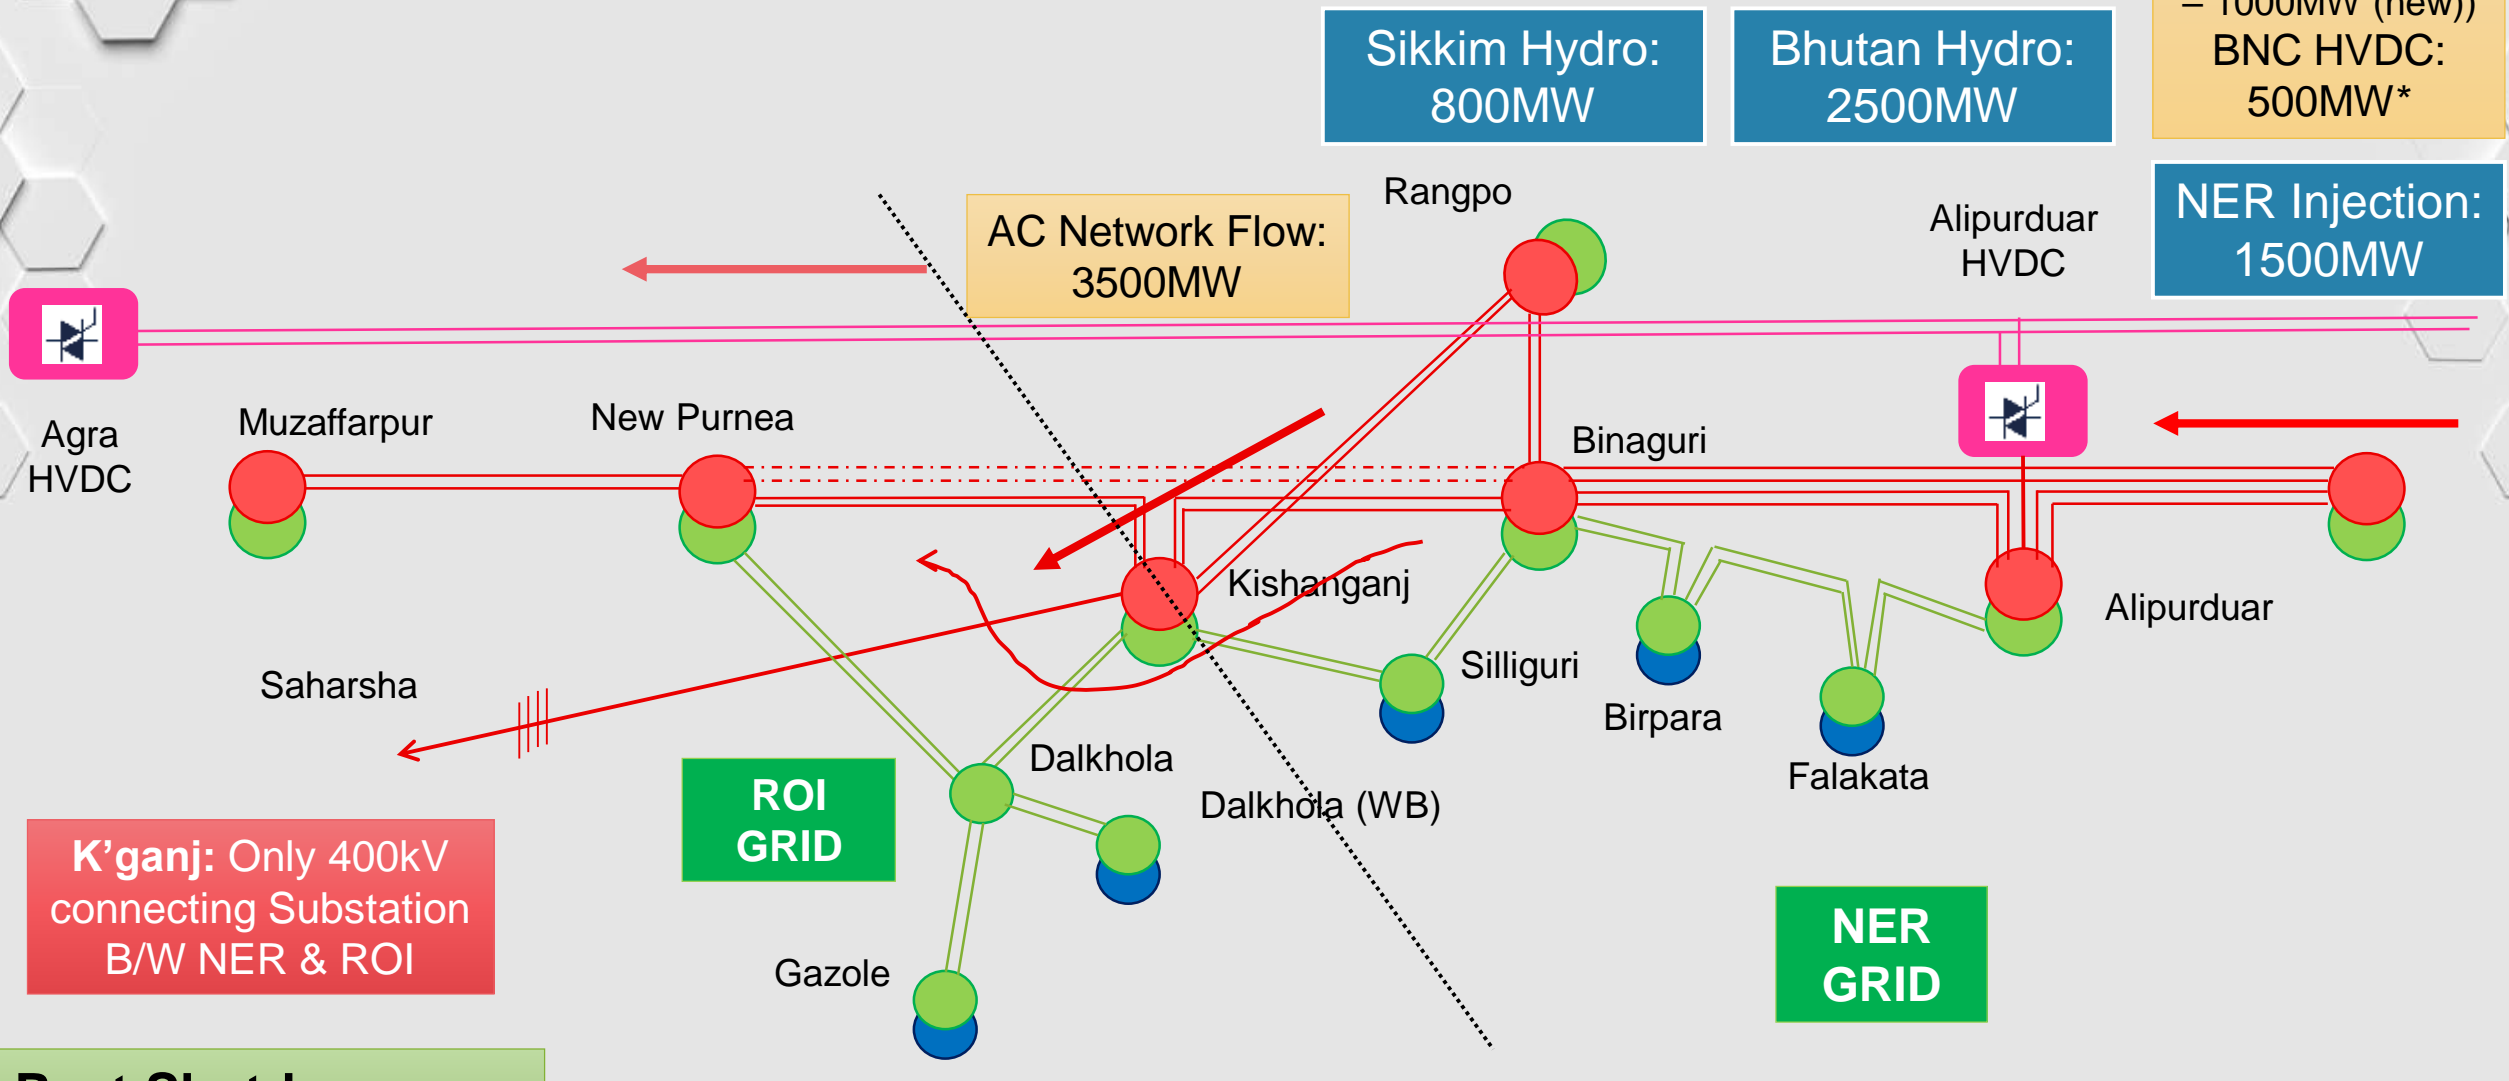 – 1000MW (new))
BNC HVDC:
500MW*
Sikkim Hydro:
800MW
Bhutan Hydro:
2500MW
NER Injection:
1500MW
AC Network Flow:
3500MW
Rangpo
Alipurduar
HVDC
Agra
HVDC
Muzaffarpur
New Purnea
Binaguri
Kishanganj
Alipurduar
Saharsha
Silliguri
Birpara
Falakata
Dalkhola
Dalkhola (WB)
ROI
GRID
K'ganj: Only 400kV
connecting Substation
B/W NER & ROI
NER
GRID
Gazole